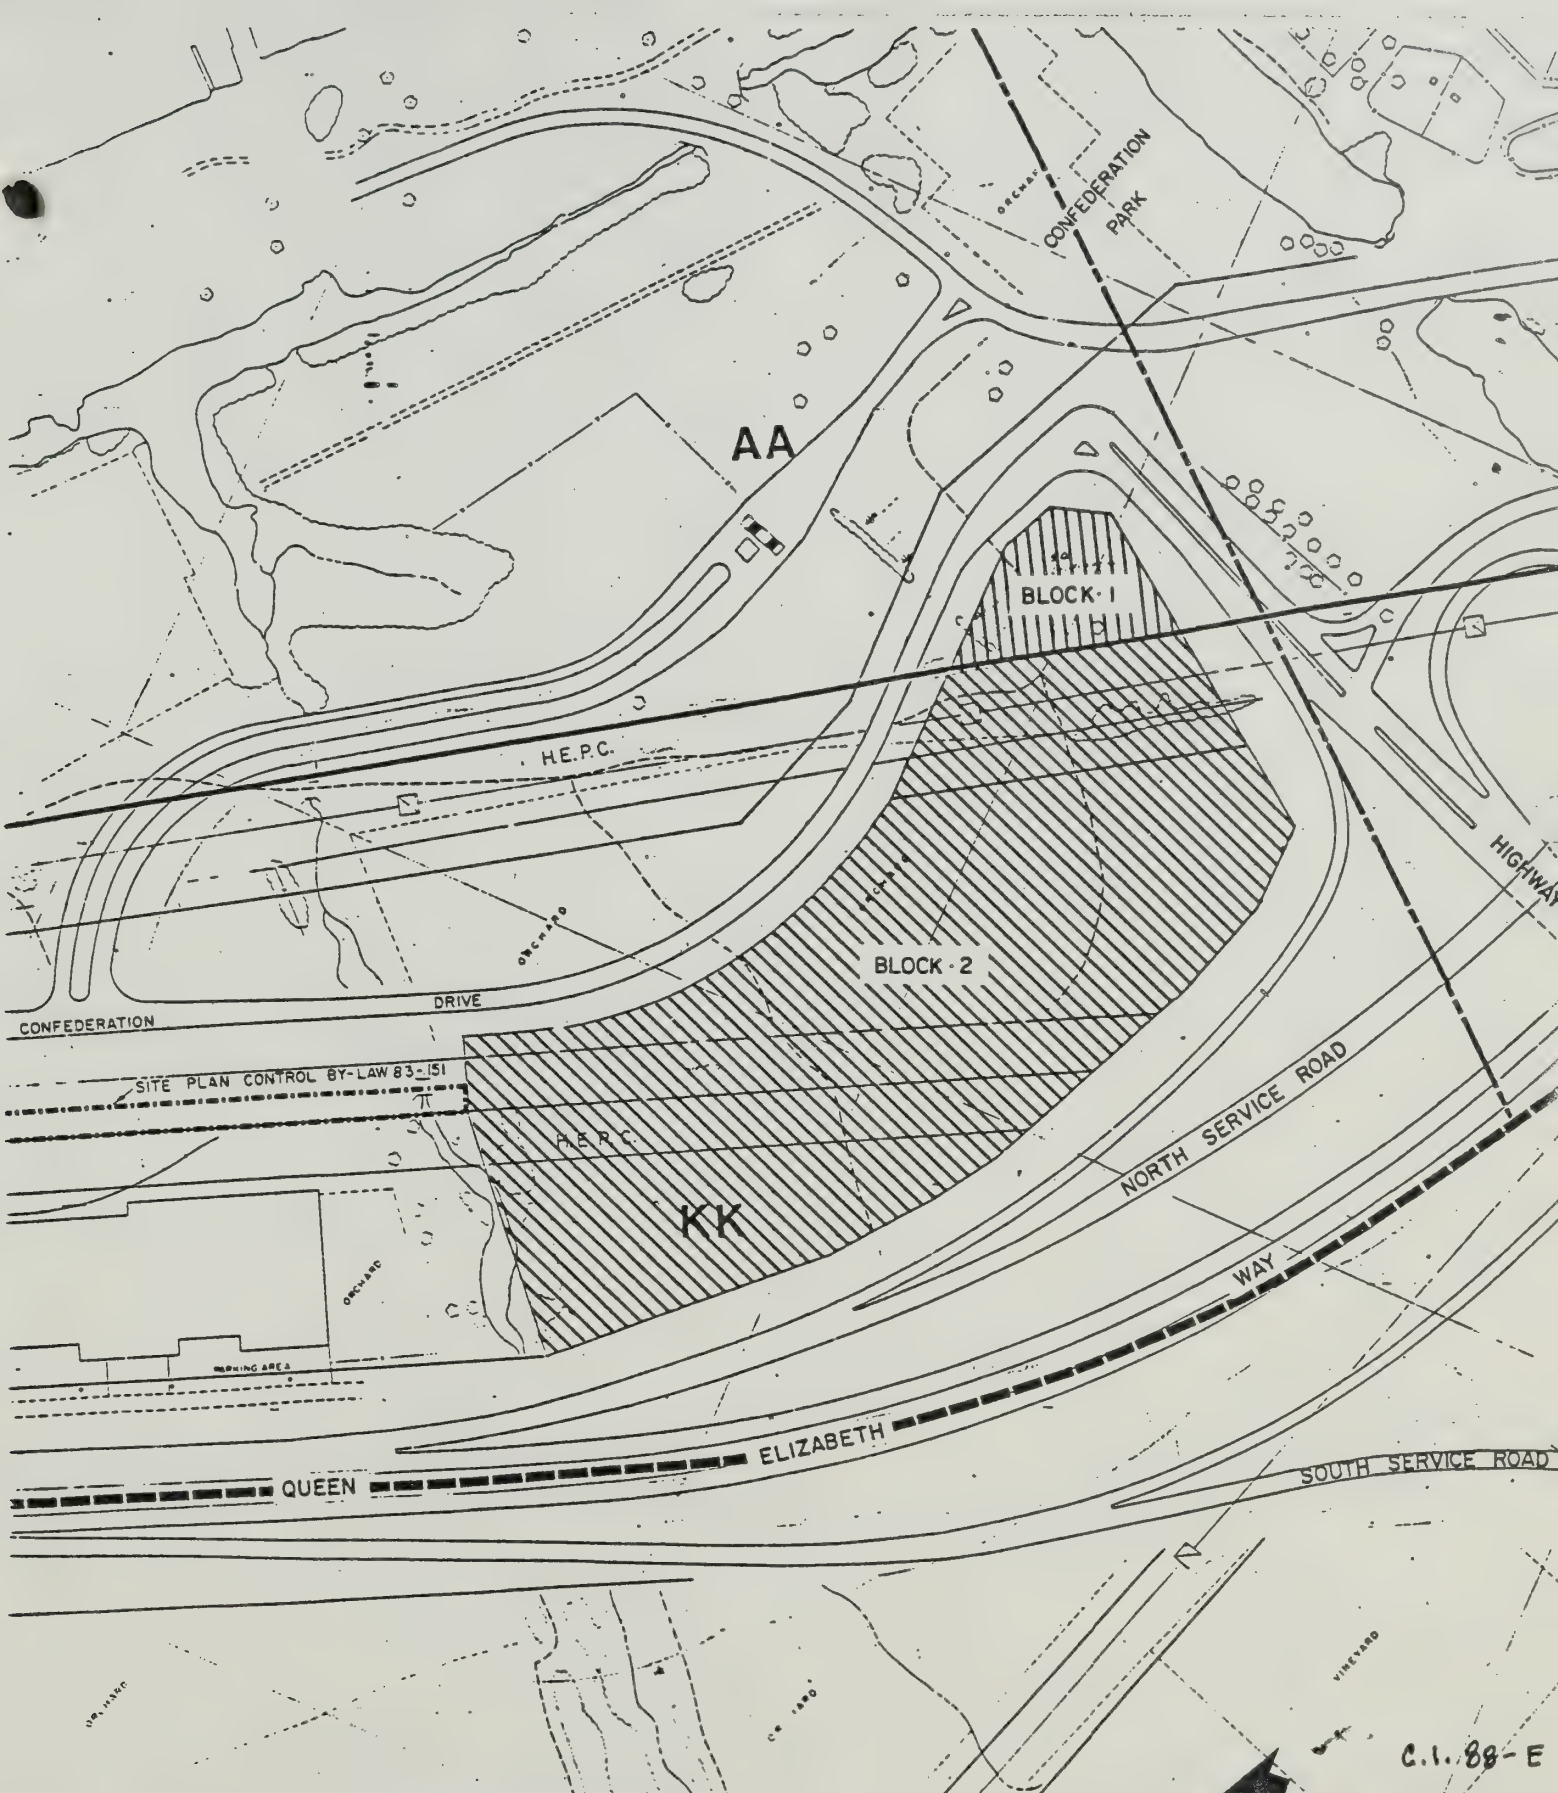 CONFEDERATION
PARK
AA
BLOCK-1
H.E.P.C.
HIGHWAY
ORCHARD
BLOCK-2
DRIVE
CONFEDERATION
SITE PLAN CONTROL BY-LAW 83-151
H.E.P.C.
NORTH SERVICE ROAD
KK
ORCHARD
WAY
PARKING AREA
ELIZABETH
QUEEN
SOUTH SERVICE ROAD
VINEYARD
ORCHARD
C.I. 88-E